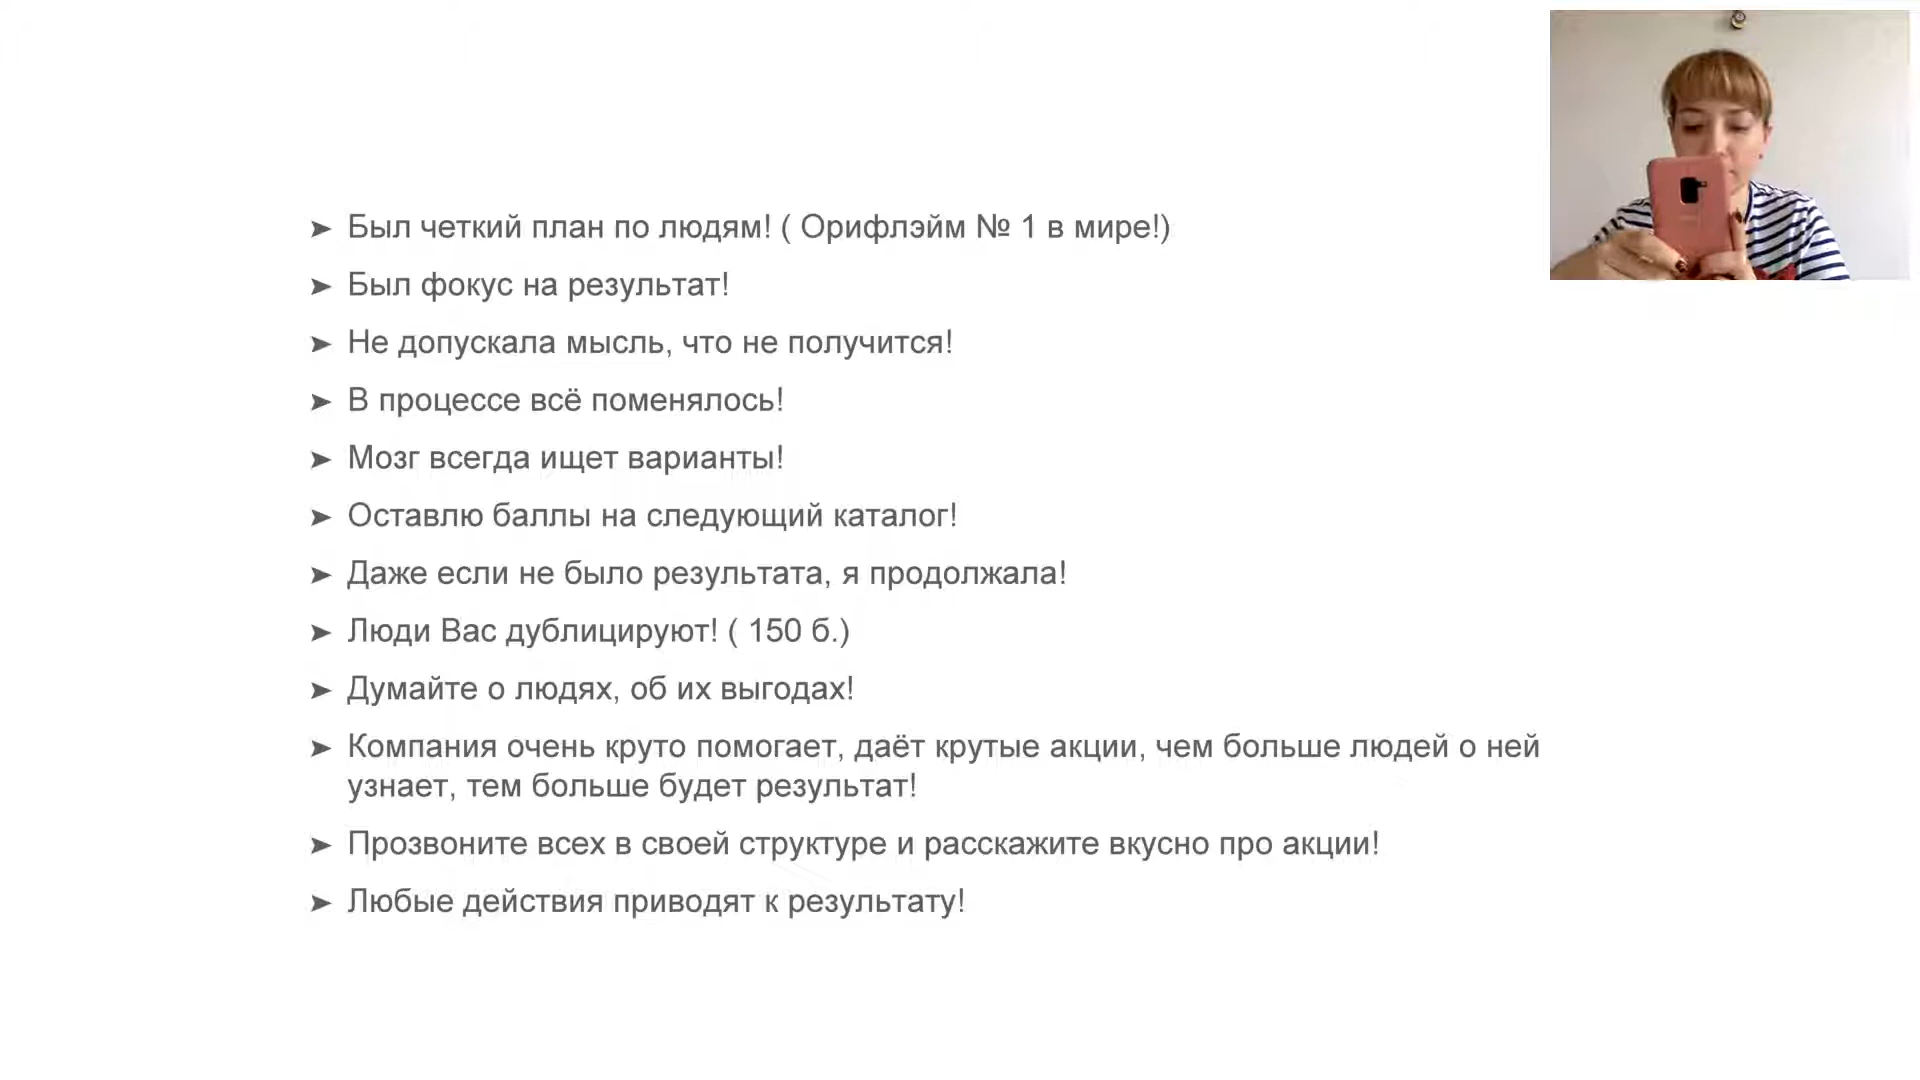 ➤ Был четкий план по людям! ( Орифлэйм № 1 в мире!)
➤ Был фокус на результат!
➤ Не допускала мысль, что не получится!
➤ В процессе всё поменялось!
➤ Мозг всегда ищет варианты!
➤ Оставлю баллы на следующий каталог!
➤ Даже если не было результата, я продолжала!
➤ Люди Вас дублицируют! ( 150 б.)
➤ Думайте о людях, об их выгодах!
➤ Компания очень круто помогает, даёт крутые акции, чем больше людей о ней
узнает, тем больше будет результат!
➤ Прозвоните всех в своей структуре и расскажите вкусно про акции!
➤ Любые действия приводят к результату!